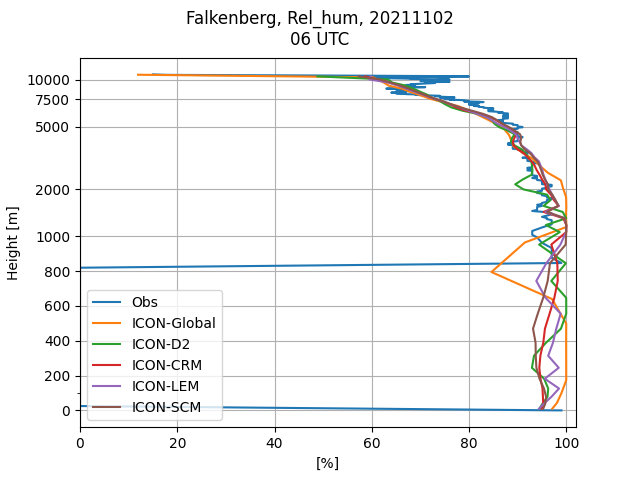 Falkenberg, Rel_hum, 20211102
06 UTC
Height [m]
10000
7500
5000
2000
1000
800
600
400
200
0
Obs
ICON-Global
ICON-D2
ICON-CRM
ICON-LEM
ICON-SCM
0 20 40 60 80 100
[%]